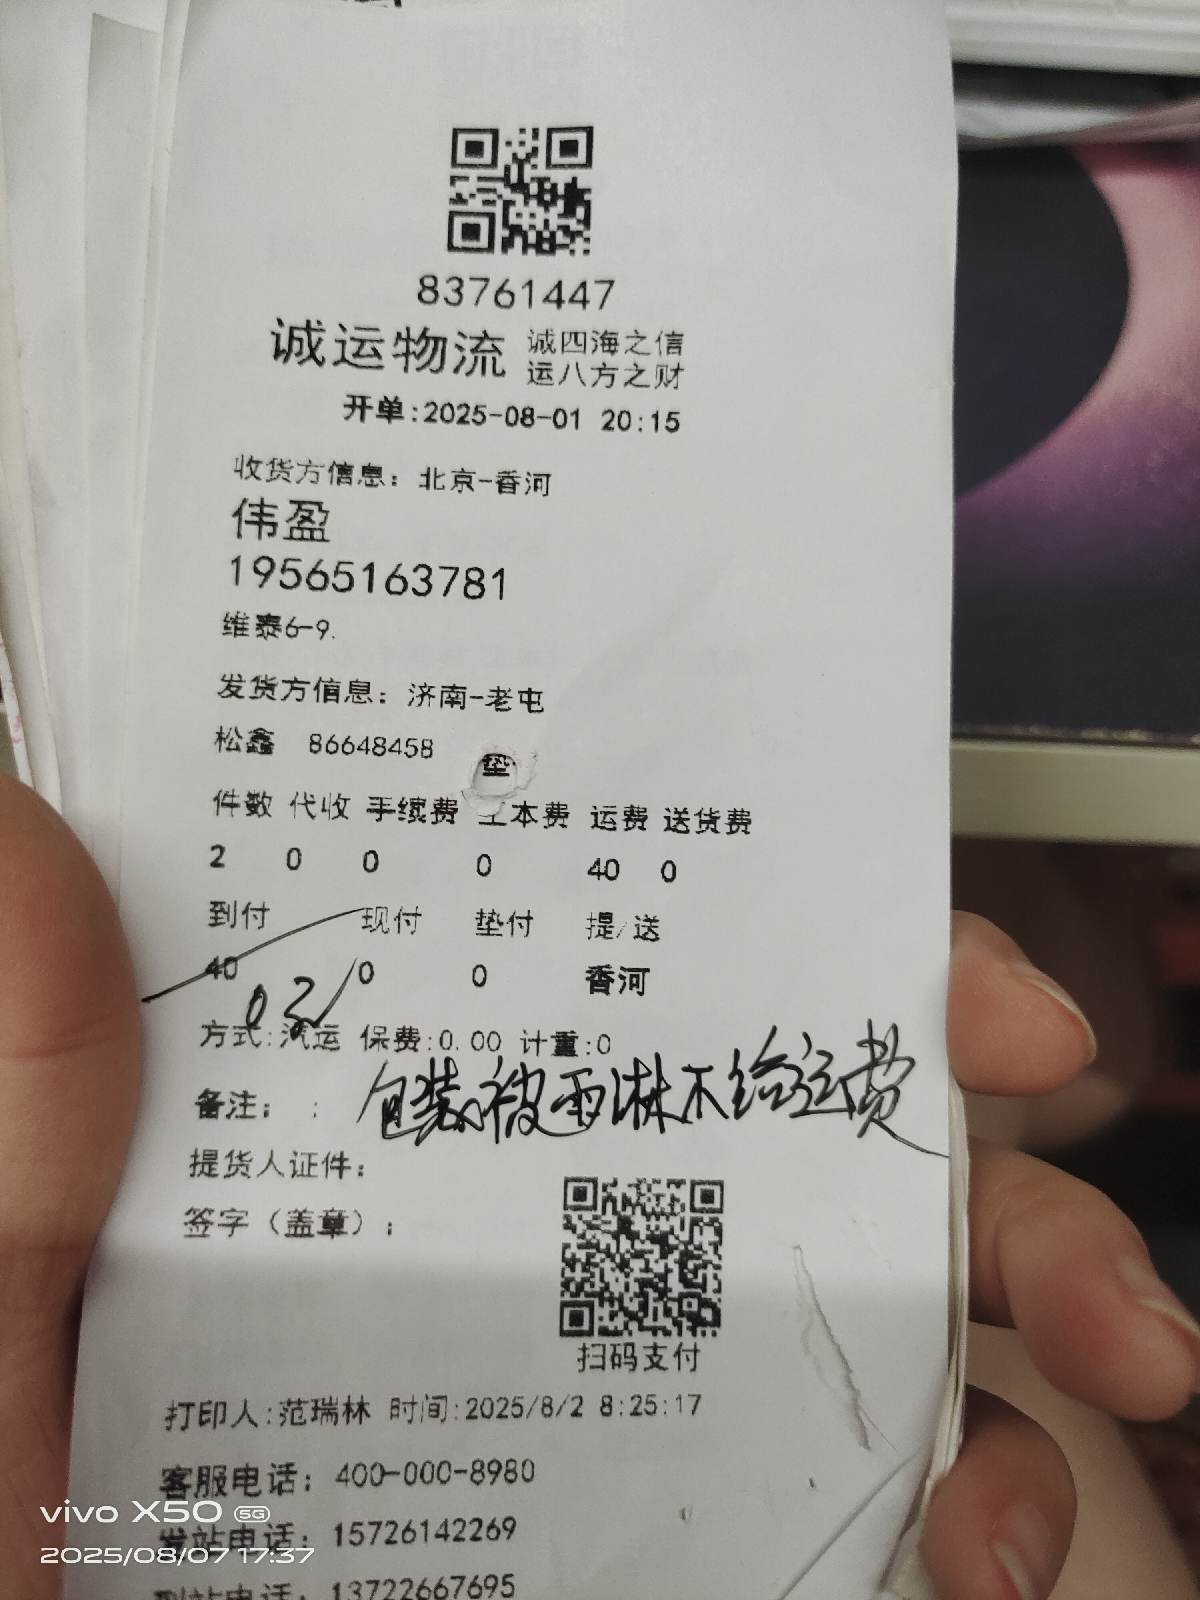 83761447
诚运物流 诚四海之信
运八方之财
开单:2025-08-01 20:15
收货方信息: 北京-香河
伟盈
19565163781
维泰6-9.
发货方信息: 济南-老屯
松鑫 86648458 垫
件数 代收 手续费 工本费 运费 送货费
2 0 0 0 40 0
到付 现付 垫付 提/送
40 0 0 香河
方式:汽运 保费:0.00 计重:0
备注: : 包装被雨淋不给运费
提货人证件:
签字（盖章）:
扫码支付
打印人:范瑞林 时间:2025/8/2 8:25:17
客服电话: 400-000-8980
发站电话: 15726142269
到站电话: 13722667695
vivo X50 5G
2025/08/07 17:37